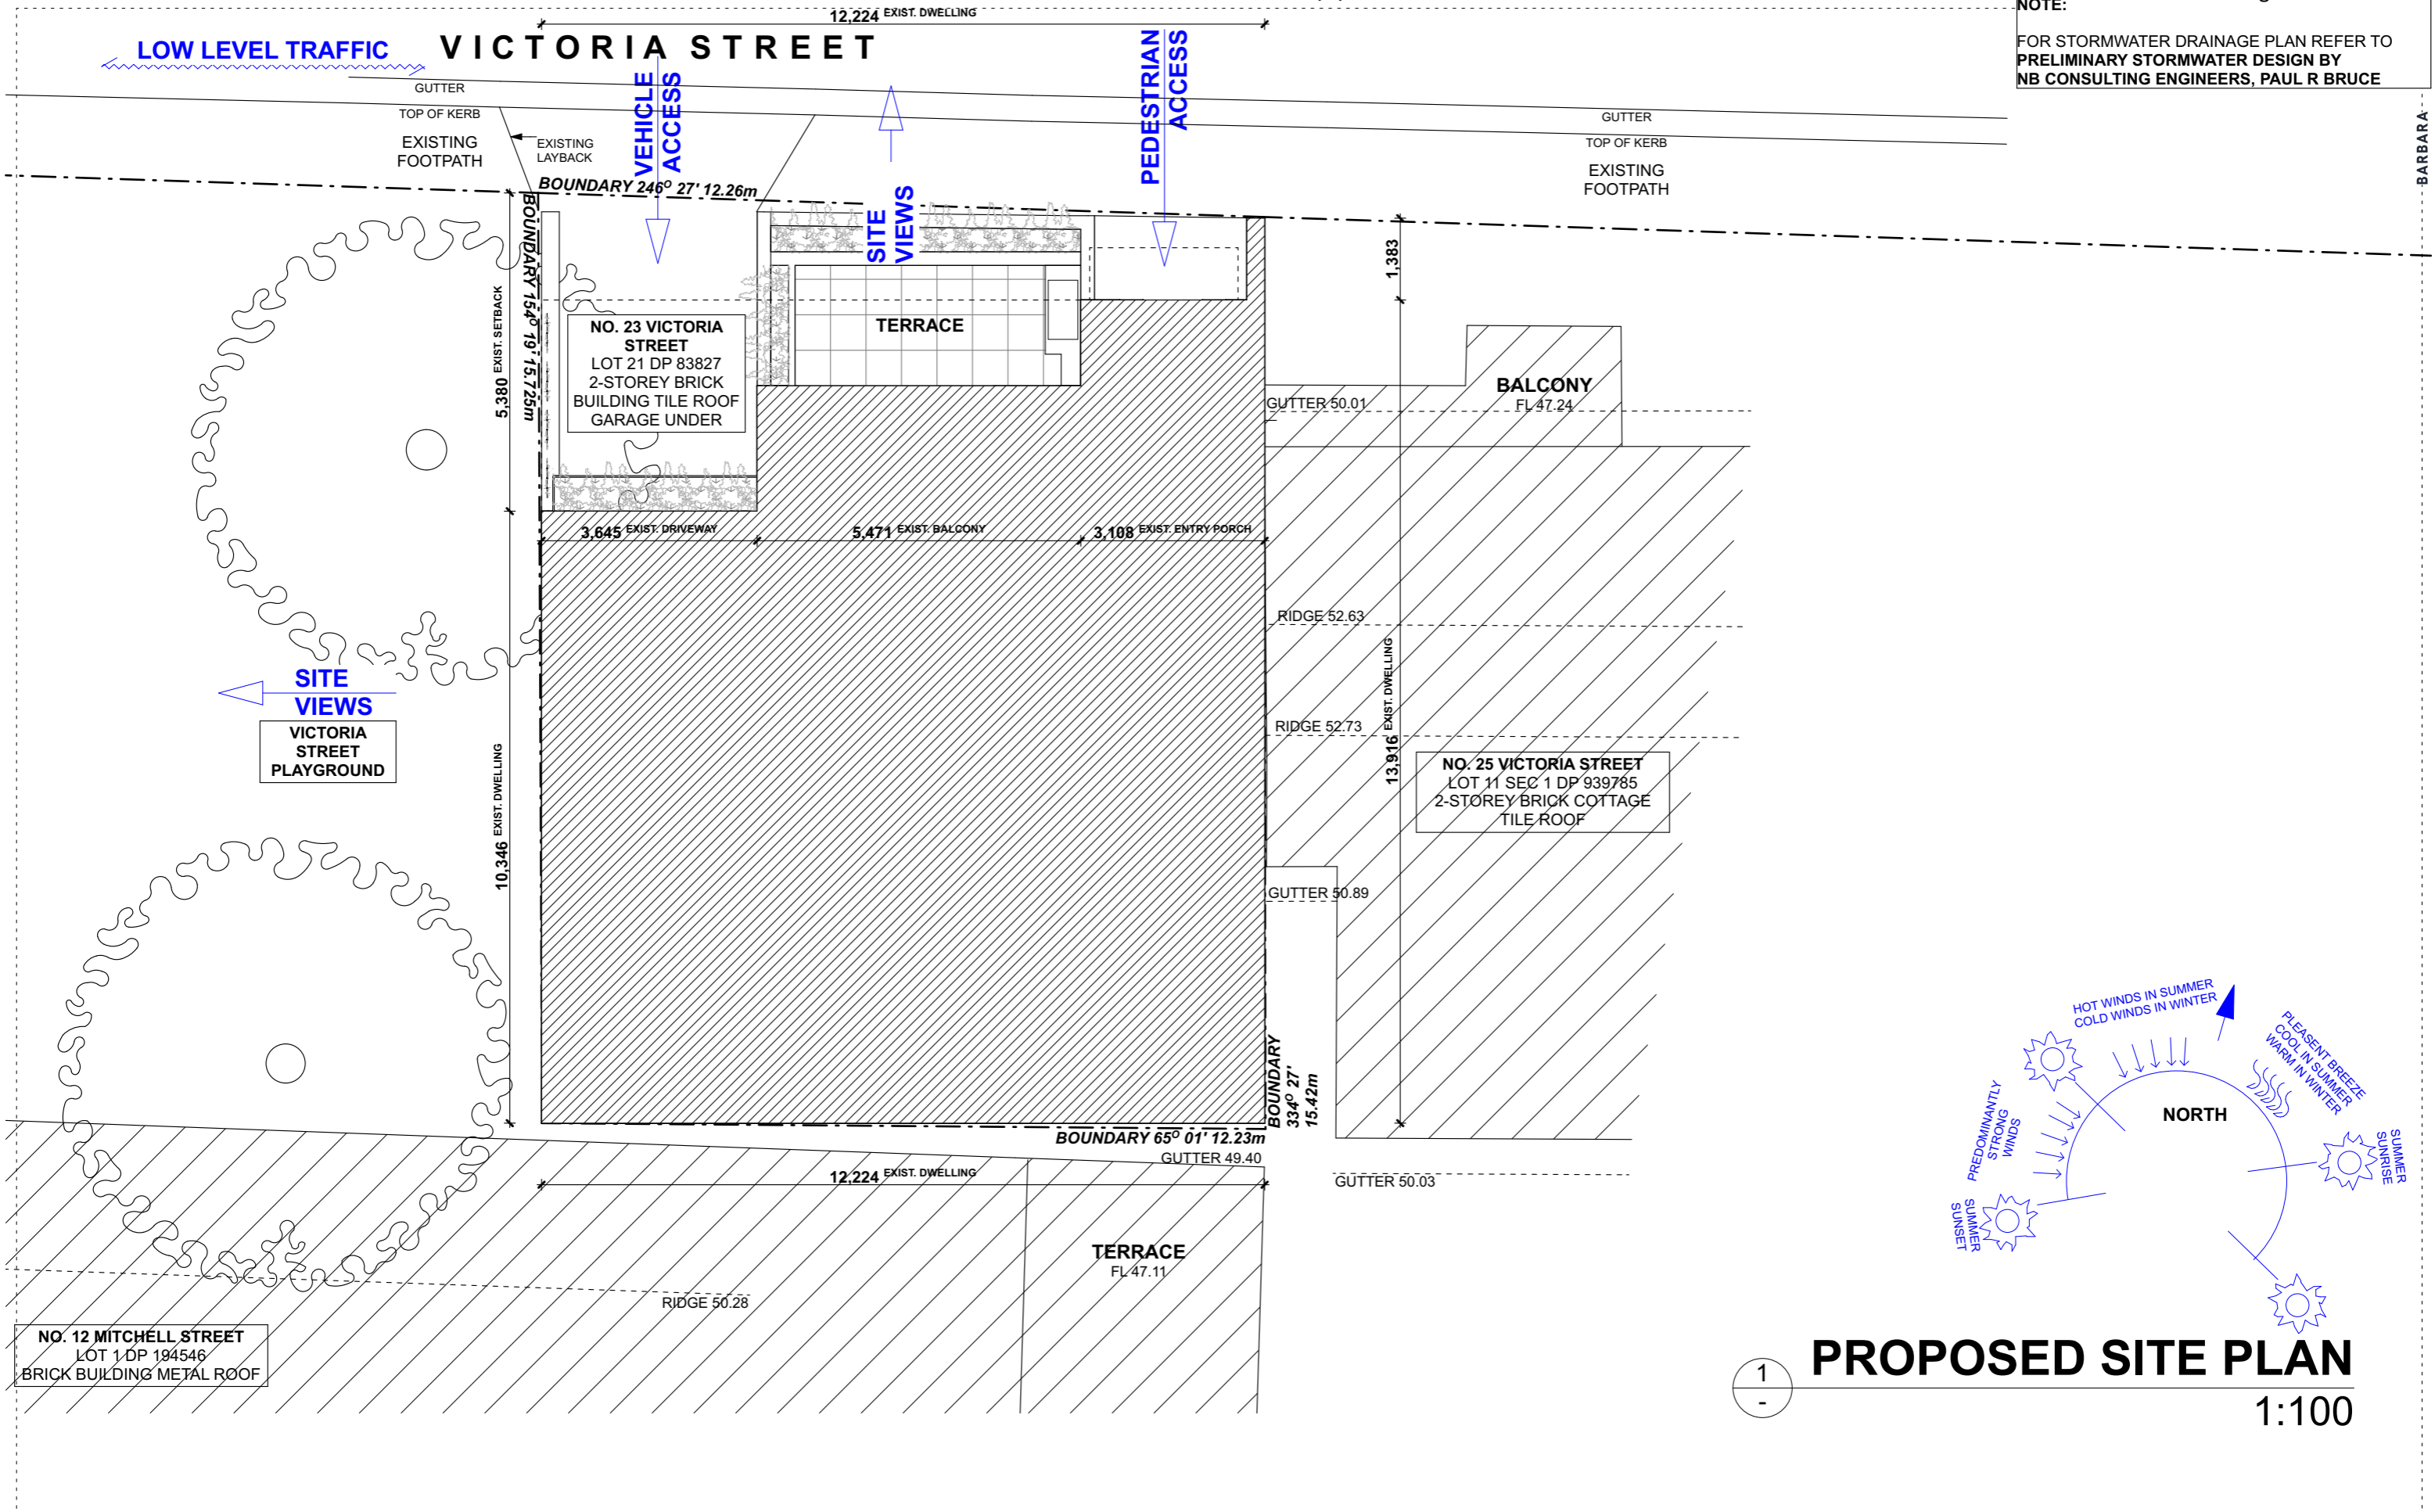 12,224 EXIST. DWELLING
NOTE:
FOR STORMWATER DRAINAGE PLAN REFER TO
PRELIMINARY STORMWATER DESIGN BY
NB CONSULTING ENGINEERS, PAUL R BRUCE
LOW LEVEL TRAFFIC
VICTORIA STREET
GUTTER
TOP OF KERB
EXISTING
FOOTPATH
EXISTING
LAYBACK
VEHICLE
ACCESS
PEDESTRIAN
ACCESS
GUTTER
TOP OF KERB
EXISTING
FOOTPATH
BARBARA
BOUNDARY 246° 27' 12.26m
BOUNDARY 154° 19' 15.725m
SITE
VIEWS
1,383
5,380 EXIST. SETBACK
NO. 23 VICTORIA
STREET
LOT 21 DP 83827
2-STOREY BRICK
BUILDING TILE ROOF
GARAGE UNDER
TERRACE
BALCONY
FL 47.24
GUTTER 50.01
3,645 EXIST. DRIVEWAY
5,471 EXIST. BALCONY
3,108 EXIST. ENTRY PORCH
RIDGE 52.63
SITE
VIEWS
VICTORIA
STREET
PLAYGROUND
RIDGE 52.73
13,916 EXIST. DWELLING
NO. 25 VICTORIA STREET
LOT 11 SEC 1 DP 939785
2-STOREY BRICK COTTAGE
TILE ROOF
10,346 EXIST. DWELLING
GUTTER 50.89
BOUNDARY
334° 27'
15.42m
BOUNDARY 65° 01' 12.23m
GUTTER 49.40
12,224 EXIST. DWELLING
GUTTER 50.03
TERRACE
FL 47.11
RIDGE 50.28
NO. 12 MITCHELL STREET
LOT 1 DP 194546
BRICK BUILDING METAL ROOF
HOT WINDS IN SUMMER
COLD WINDS IN WINTER
PLEASENT BREEZE
COOL IN SUMMER
WARM IN WINTER
PREDOMINANTLY
STRONG
WINDS
NORTH
SUMMER
SUNRISE
SUMMER
SUNSET
1
-
PROPOSED SITE PLAN
1:100